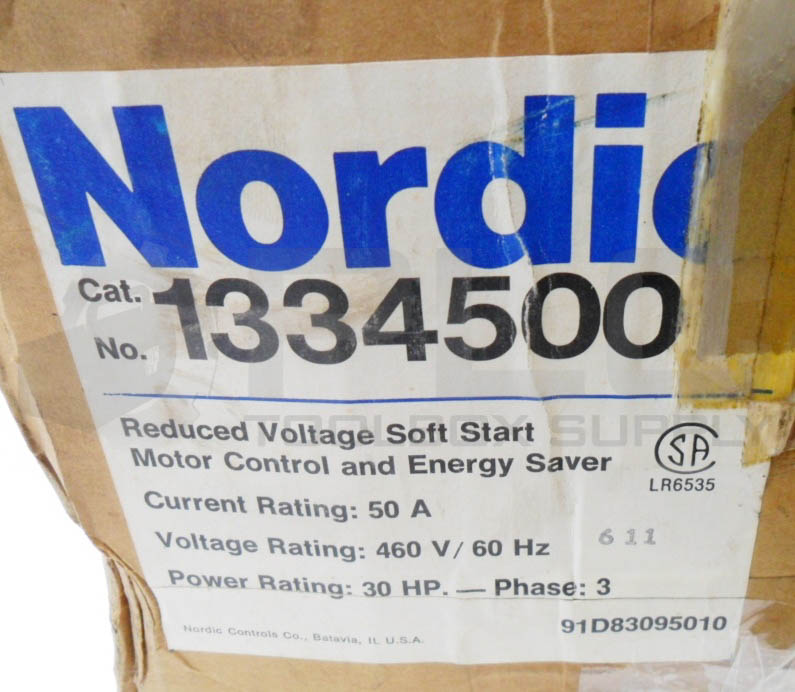 Nordic
Cat. No. 1334500
Reduced Voltage Soft Start
Motor Control and Energy Saver
SA
LR6535
Current Rating: 50 A
Voltage Rating: 460 V/ 60 Hz
611
Power Rating: 30 HP. — Phase: 3
91D83095010
Nordic Controls Co., Batavia, IL U.S.A.
TOOLBOX SUPPLY